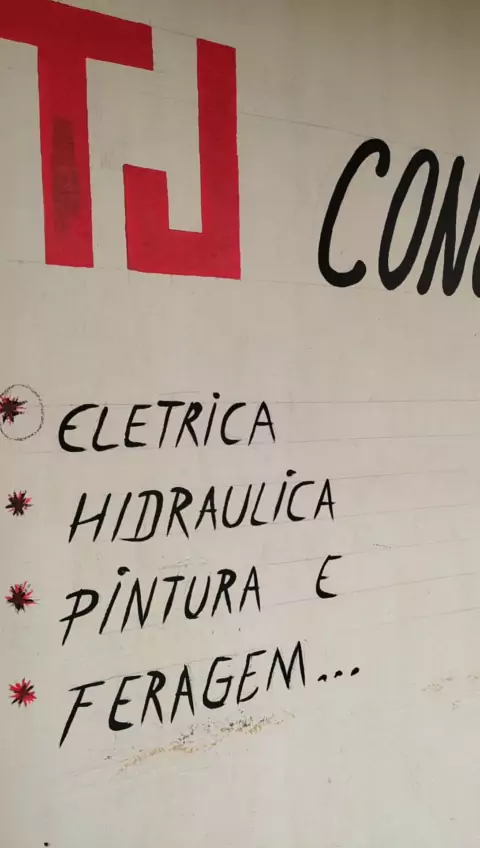 TJ CON
ELETRICA
HIDRAULICA
PINTURA E
FERAGEM...